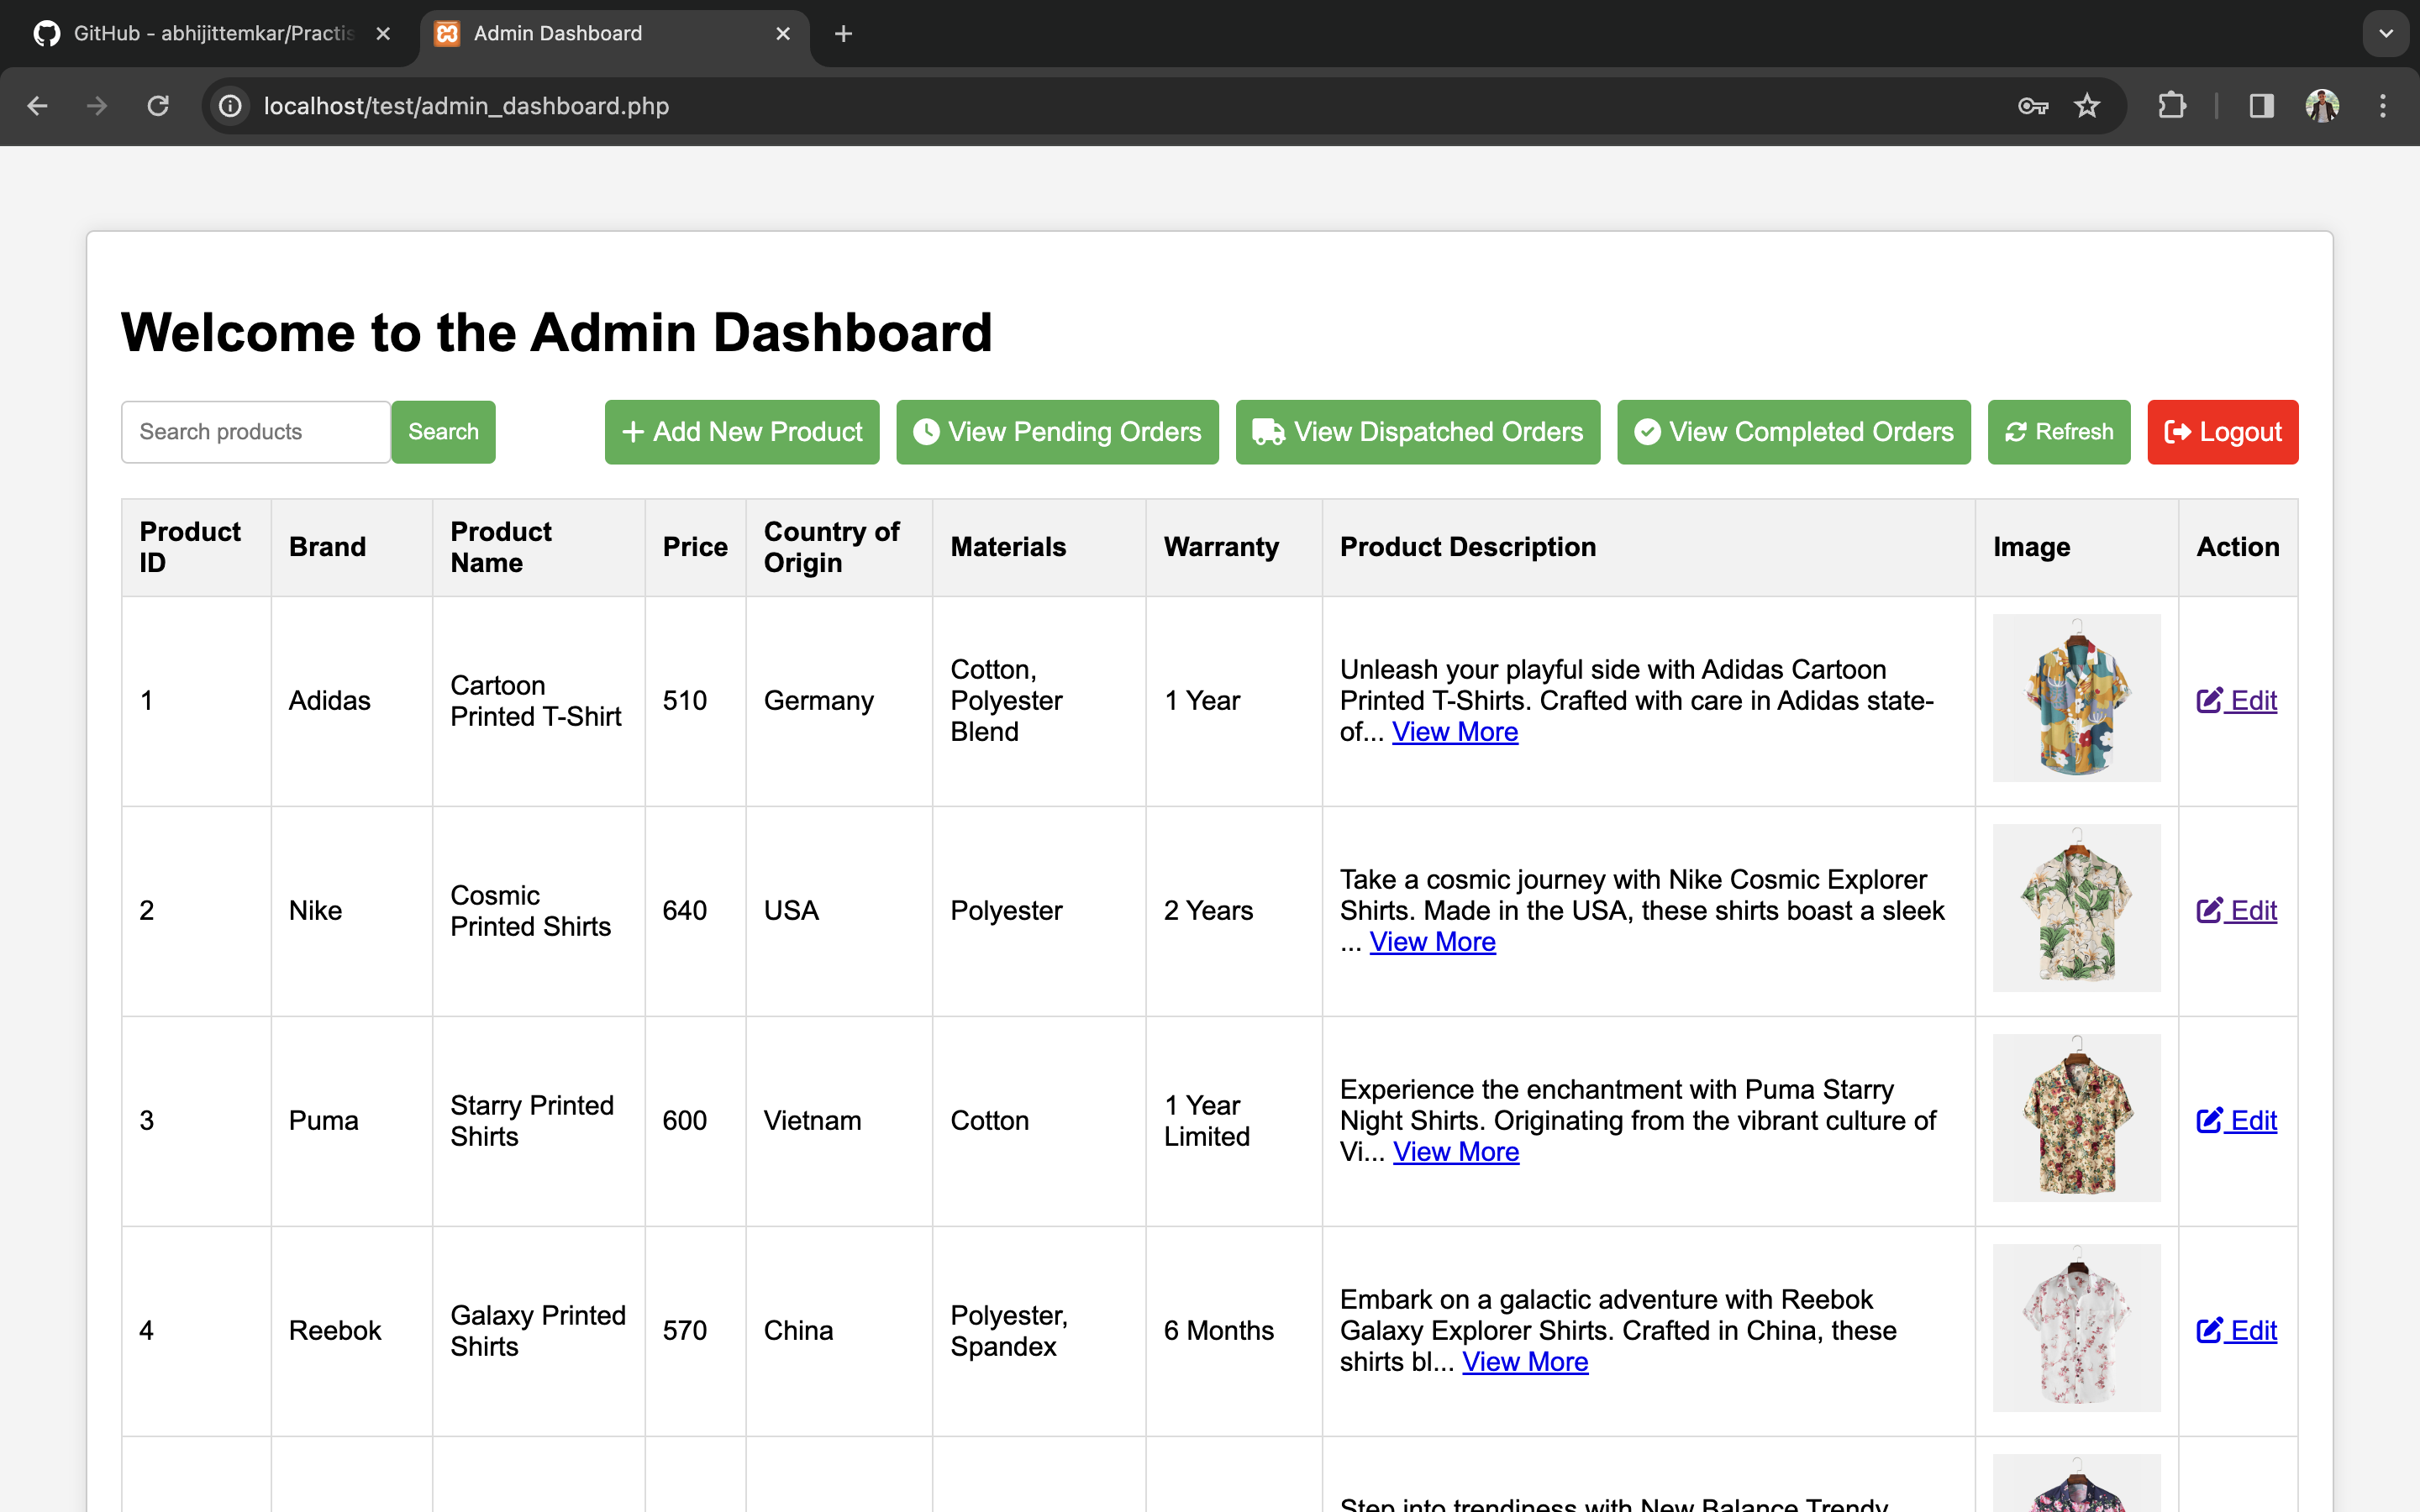 GitHub - abhijittemkar/Practis
Admin Dashboard
localhost/test/admin_dashboard.php
Welcome to the Admin Dashboard
Search products
Search
Add New Product
View Pending Orders
View Dispatched Orders
View Completed Orders
Refresh
Logout
Product ID
Brand
Product Name
Price
Country of Origin
Materials
Warranty
Product Description
Image
Action
1
Adidas
Cartoon
Printed T-Shirt
510
Germany
Cotton,
Polyester
Blend
1 Year
Unleash your playful side with Adidas Cartoon
Printed T-Shirts. Crafted with care in Adidas state-
of... View More
Edit
2
Nike
Cosmic
Printed Shirts
640
USA
Polyester
2 Years
Take a cosmic journey with Nike Cosmic Explorer
Shirts. Made in the USA, these shirts boast a sleek
... View More
Edit
3
Puma
Starry Printed
Shirts
600
Vietnam
Cotton
1 Year
Limited
Experience the enchantment with Puma Starry
Night Shirts. Originating from the vibrant culture of
Vi... View More
Edit
4
Reebok
Galaxy Printed
Shirts
570
China
Polyester,
Spandex
6 Months
Embark on a galactic adventure with Reebok
Galaxy Explorer Shirts. Crafted in China, these
shirts bl... View More
Edit
Step into trendiness with New Balance Trendy